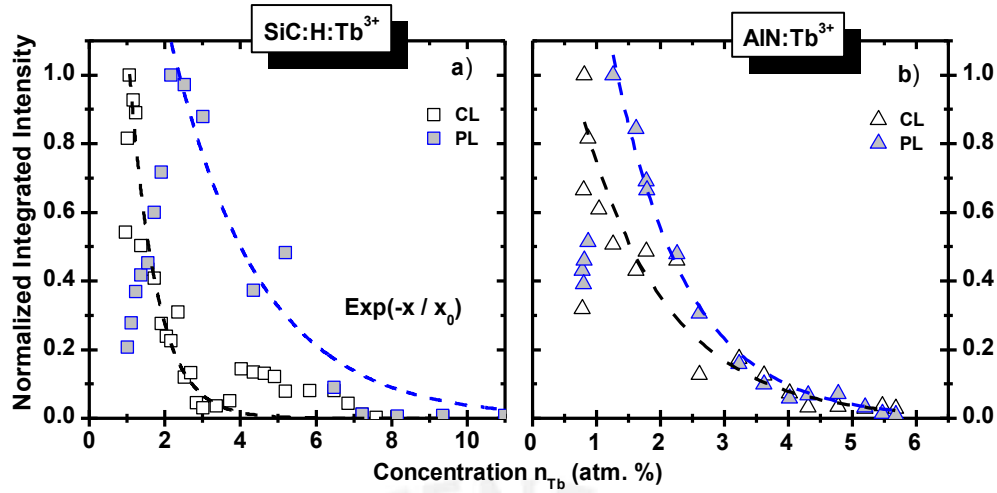 SiC:H:Tb³⁺
AlN:Tb³⁺
a)
b)
CL
PL
CL
PL
Exp(-x / x₀)
Normalized Integrated Intensity
1.0
0.8
0.6
0.4
0.2
0.0
1.0
0.8
0.6
0.4
0.2
0.0
0 2 4 6 8 10
0 1 2 3 4 5 6
Concentration n_Tb (atm. %)